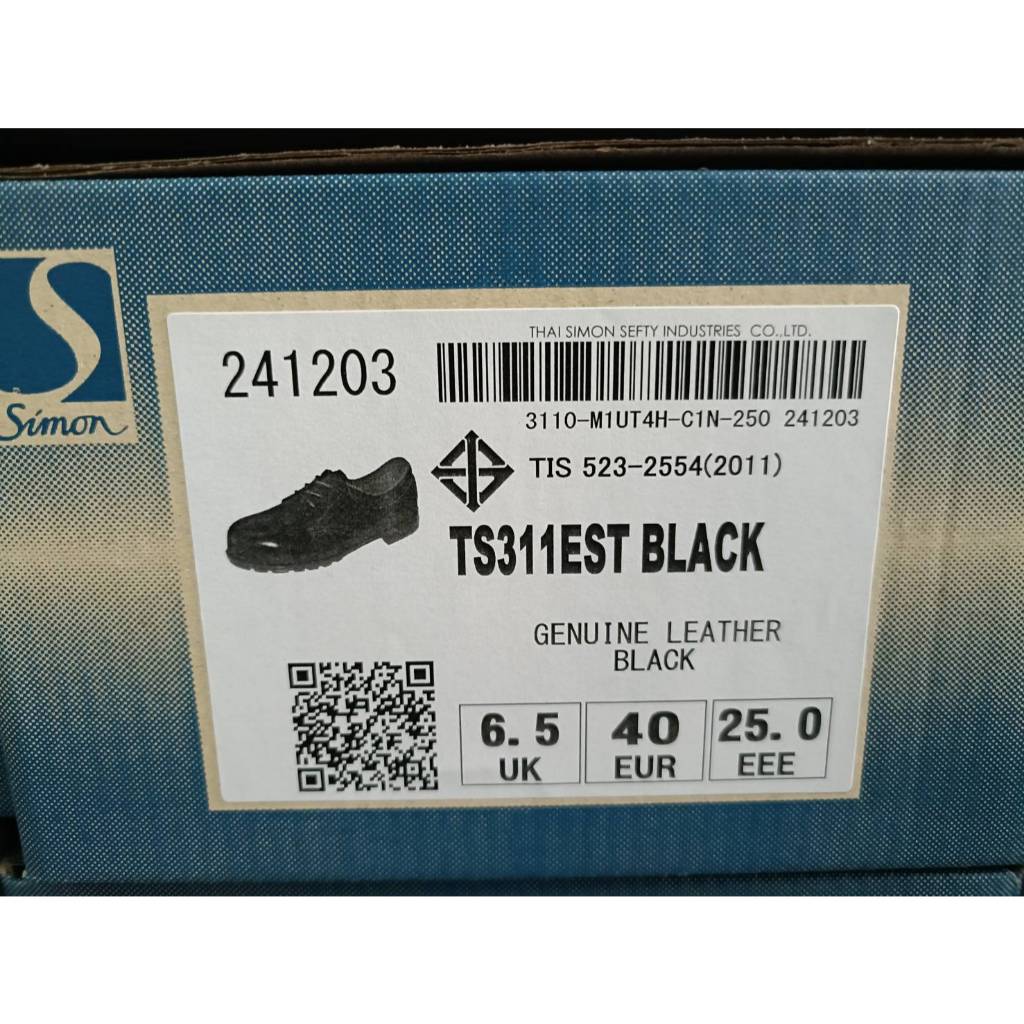 Simon
THAI SIMON SEFTY INDUSTRIES CO.,LTD.
241203
3110-M1UT4H-C1N-250 241203
TIS 523-2554(2011)
TS311EST BLACK
GENUINE LEATHER
BLACK
6.5 40 25.0
UK EUR EEE